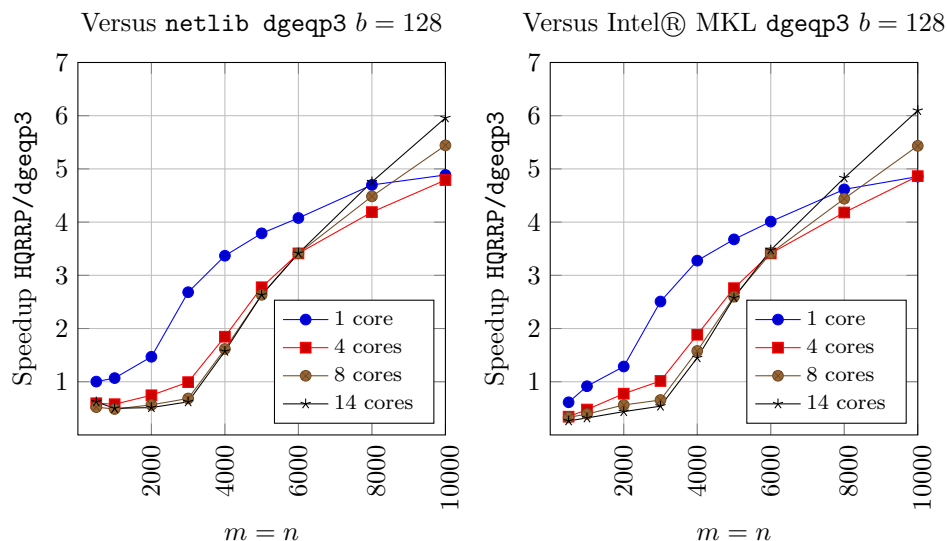 Versus netlib dgeqp3 b = 128
7
6
5
4
3
2
1
Speedup HQRRP/dgeqp3
1 core
4 cores
8 cores
14 cores
2000
4000
6000
8000
10000
m = n
Versus Intel® MKL dgeqp3 b = 128
7
6
5
4
3
2
1
Speedup HQRRP/dgeqp3
1 core
4 cores
8 cores
14 cores
2000
4000
6000
8000
10000
m = n